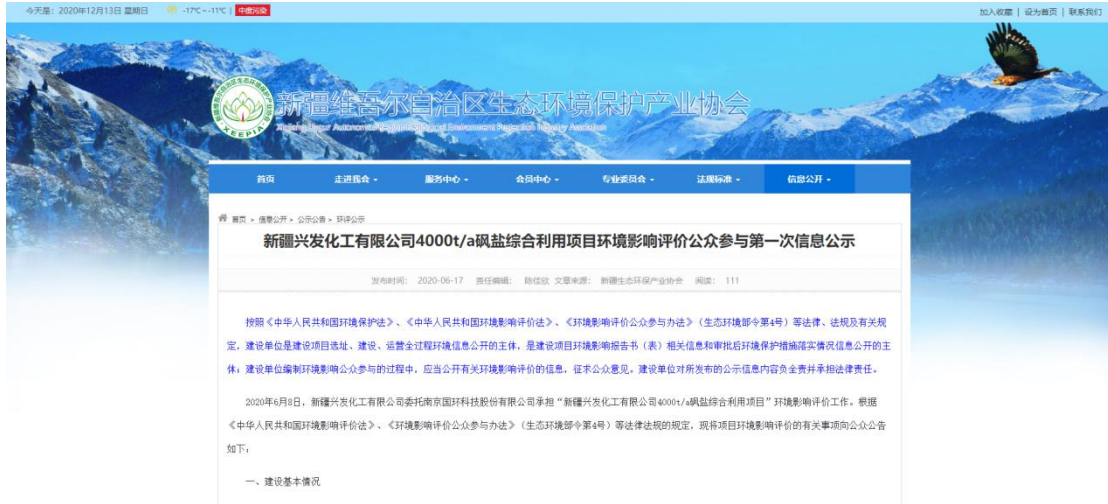 今天是：2020年12月13日 星期日 -17℃~-11℃ | 中度污染
加入收藏 | 设为首页 | 联系我们
新疆维吾尔自治区生态环境保护产业协会
XEEPIA
首页 走进我会 服务中心 会员中心 专业委员会 法规标准 信息公开
首页 > 信息公开 > 公示公告 > 环评公示
新疆兴发化工有限公司4000t/a砜盐综合利用项目环境影响评价公众参与第一次信息公示
发布时间： 2020-06-17 责任编辑： 陈佳欣 文章来源： 新疆生态环保产业协会 阅读： 111
按照《中华人民共和国环境保护法》、《中华人民共和国环境影响评价法》、《环境影响评价公众参与办法》（生态环境部令第4号）等法律、法规及有关规
定，建设单位是建设项目选址、建设、运营全过程环境信息公开的主体，是建设项目环境影响报告书（表）相关信息和审批后环境保护措施落实情况信息公开的主
体；建设单位编制环境影响公众参与的过程中，应当公开有关环境影响评价的信息，征求公众意见。建设单位对所发布的公示信息内容负全责并承担法律责任。
2020年6月8日，新疆兴发化工有限公司委托南京国环科技股份有限公司承担“新疆兴发化工有限公司4000t/a砜盐综合利用项目”环境影响评价工作。根据
《中华人民共和国环境影响评价法》、《环境影响评价公众参与办法》（生态环境部令第4号）等法律法规的规定，现将项目环境影响评价的有关事项向公众公告
如下：
一、建设基本情况